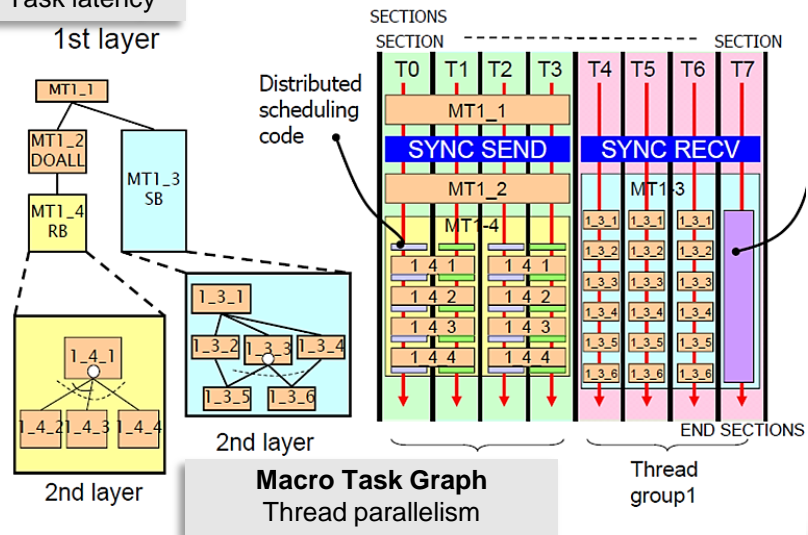 Task latency
1st layer
MT1_1
MT1_2
DOALL
MT1_3
SB
MT1_4
RB
1_4_1
1_4_2
1_4_3
1_4_4
2nd layer
1_3_1
1_3_2
1_3_3
1_3_4
1_3_5
1_3_6
2nd layer
Distributed
scheduling
code
SECTIONS
SECTION
SECTION
T0
T1
T2
T3
T4
T5
T6
T7
MT1_1
SYNC SEND
SYNC RECV
MT1_2
MT1-3
MT1-4
1_3_1
1_3_1
1_3_1
1_3_2
1_3_2
1_3_2
1_3_3
1_3_3
1_3_3
1_3_4
1_3_4
1_3_4
1_3_5
1_3_5
1_3_5
1_3_6
1_3_6
1_3_6
1 4 1
1 4 1
1 4 2
1 4 2
1 4 3
1 4 3
1 4 4
1 4 4
END SECTIONS
Thread
group1
Macro Task Graph
Thread parallelism